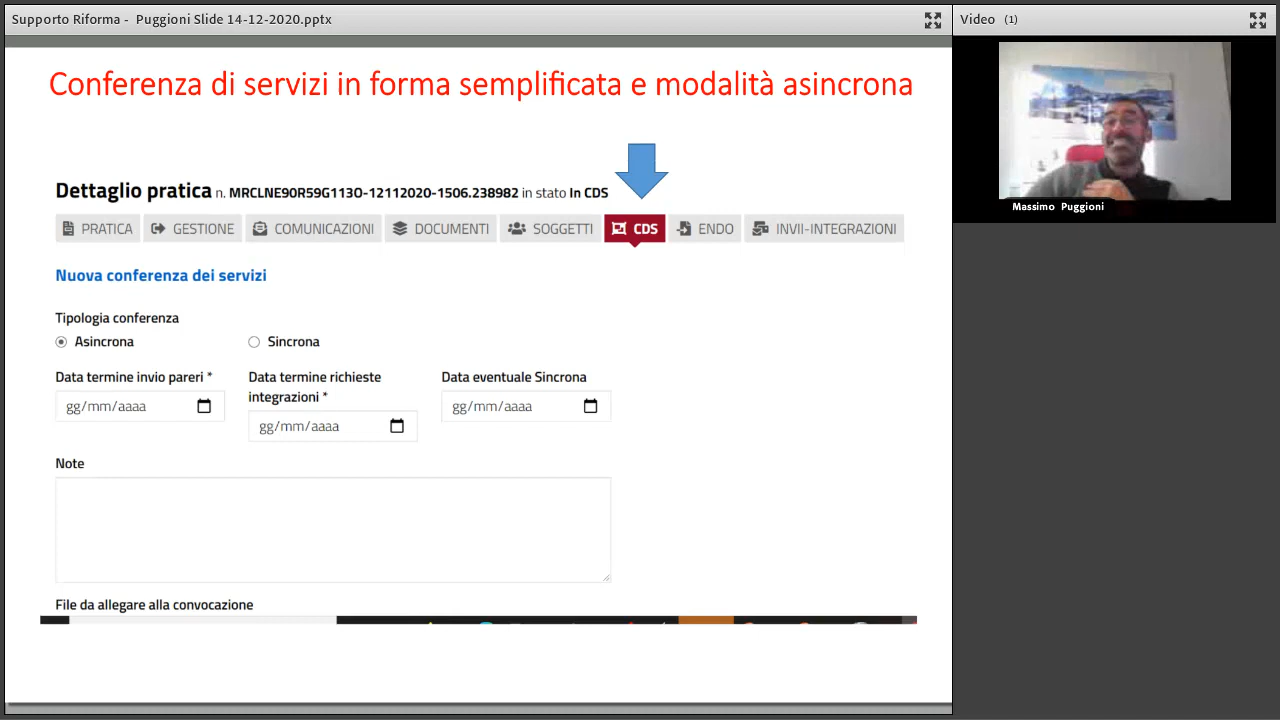 Supporto Riforma - Puggioni Slide 14-12-2020.pptx
Video (1)
Conferenza di servizi in forma semplificata e modalità asincrona
Massimo Puggioni
Dettaglio pratica n. MRCLNE90R59G113O-12112020-1506.238982 in stato In CDS
PRATICA GESTIONE COMUNICAZIONI DOCUMENTI SOGGETTI CDS ENDO INVII-INTEGRAZIONI
Nuova conferenza dei servizi
Tipologia conferenza
Asincrona Sincrona
Data termine invio pareri * Data termine richieste integrazioni * Data eventuale Sincrona
gg/mm/aaaa gg/mm/aaaa gg/mm/aaaa
Note
File da allegare alla convocazione